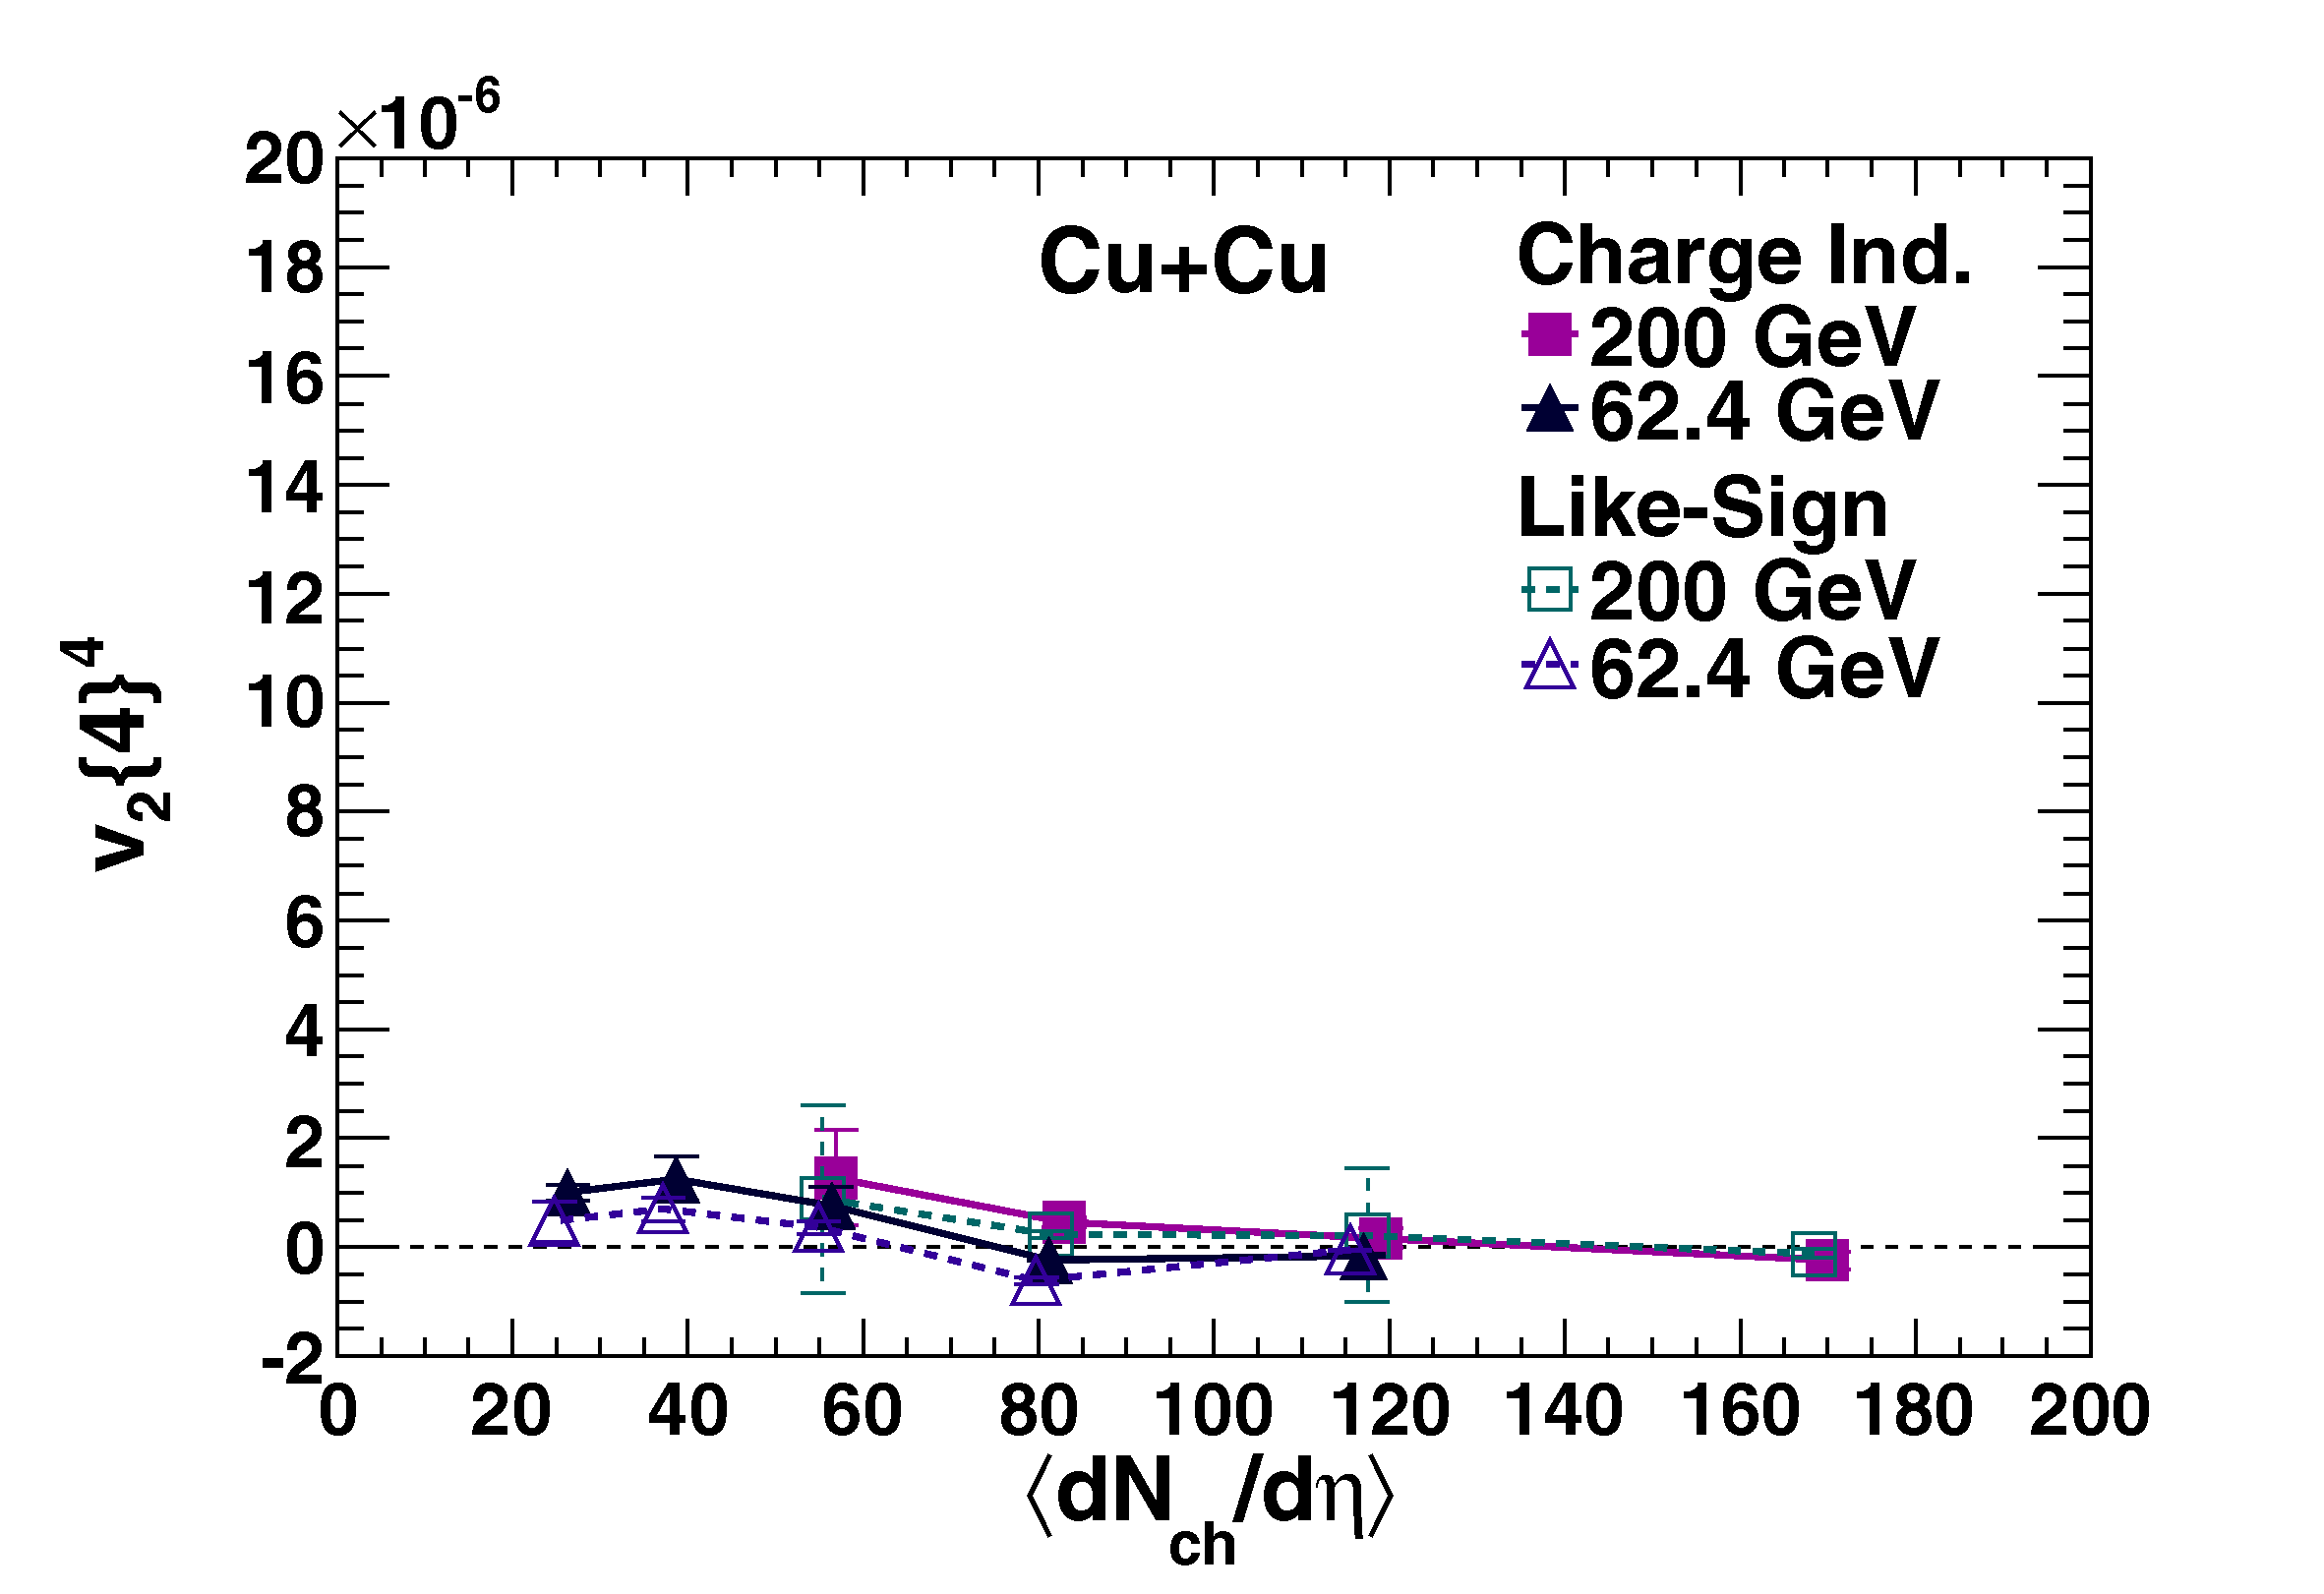 ×10-6
20
18
16
14
12
10
8
6
4
2
0
-2
v2{4}4
Cu+Cu
Charge Ind.
200 GeV
62.4 GeV
Like-Sign
200 GeV
62.4 GeV
0 20 40 60 80 100 120 140 160 180 200
⟨dNch/dη⟩